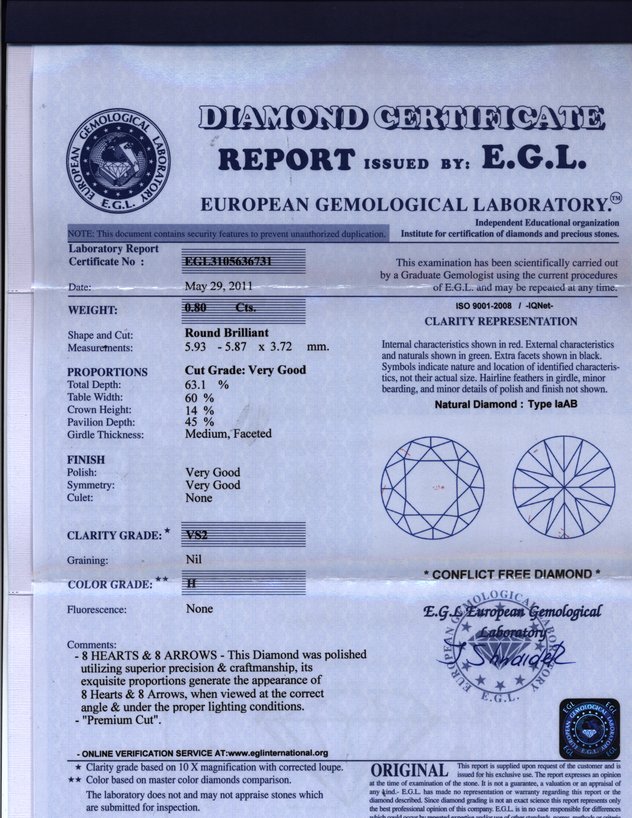 EUROPEAN GEMOLOGICAL LABORATORY
E.G.L.
DIAMOND CERTIFICATE
REPORT ISSUED BY: E.G.L.
EUROPEAN GEMOLOGICAL LABORATORY.™
Independent Educational organization
NOTE: This document contains security features to prevent unauthorized duplication.
Institute for certification of diamonds and precious stones.
Laboratory Report
Certificate No : EGL3105636731
Date: May 29, 2011
This examination has been scientifically carried out
by a Graduate Gemologist using the current procedures
of E.G.L. and may be repeated at any time.
WEIGHT: 0.80 Cts.
Shape and Cut: Round Brilliant
Measurements: 5.93 - 5.87 x 3.72 mm.
ISO 9001-2008 / -IQNet-
CLARITY REPRESENTATION
Internal characteristics shown in red. External characteristics
and naturals shown in green. Extra facets shown in black.
Symbols indicate nature and location of identified characteris-
tics, not their actual size. Hairline feathers in girdle, minor
bearding, and minor details of polish and finish not shown.
Natural Diamond : Type IaAB
PROPORTIONS Cut Grade: Very Good
Total Depth: 63.1 %
Table Width: 60 %
Crown Height: 14 %
Pavilion Depth: 45 %
Girdle Thickness: Medium, Faceted
FINISH
Polish: Very Good
Symmetry: Very Good
Culet: None
CLARITY GRADE: * VS2
Graining: Nil
COLOR GRADE: ** H
Fluorescence: None
* CONFLICT FREE DIAMOND *
E.G.L European Gemological
Laboratory
E.G.L.
Comments:
- 8 HEARTS & 8 ARROWS - This Diamond was polished
utilizing superior precision & craftmanship, its
exquisite proportions generate the appearance of
8 Hearts & 8 Arrows, when viewed at the correct
angle & under the proper lighting conditions.
- "Premium Cut".
- ONLINE VERIFICATION SERVICE AT:www.eglinternational.org
★ Clarity grade based on 10 X magnification with corrected loupe.
★★ Color based on master color diamonds comparison.
The laboratory does not and may not appraise stones which
are submitted for inspection.
ORIGINAL This report is supplied upon request of the customer and is
issued for his exclusive use. The report expresses an opinion
at the time of examination of the stone. It is not a guarantee, a valuation or an appraisal of
any kind.- E.G.L. has made no representation or warranty regarding this report or the
diamond described. Since diamond grading is not an exact science this report represents only
the best professional opinion of this company. E.G.L. is in no case responsible for differences